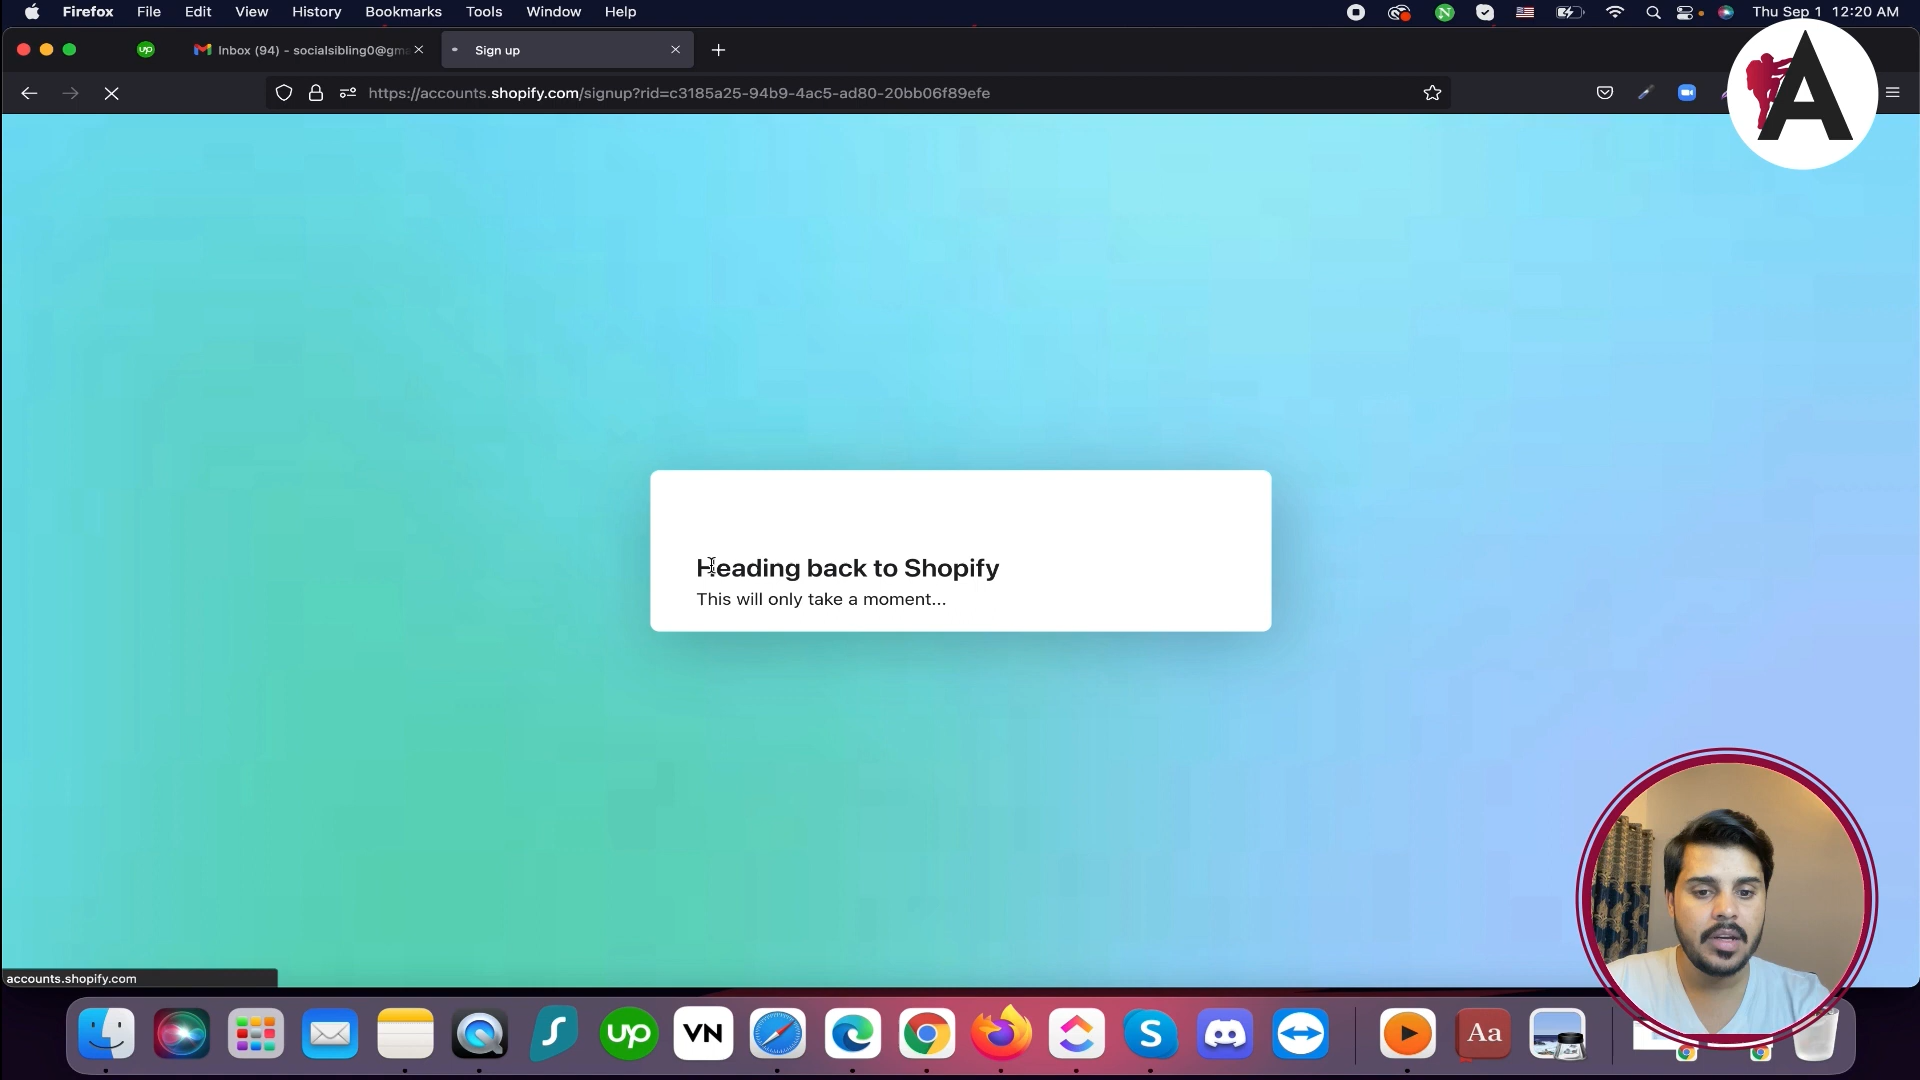 Firefox File Edit View History Bookmarks Tools Window Help
Thu Sep 1 12:20 AM
up
Inbox (94) - socialsibling0@gm
Sign up
https://accounts.shopify.com/signup?rid=c3185a25-94b9-4ac5-ad80-20bb06f89efe
A
Heading back to Shopify
This will only take a moment...
accounts.shopify.com
up
VN
S
Aa